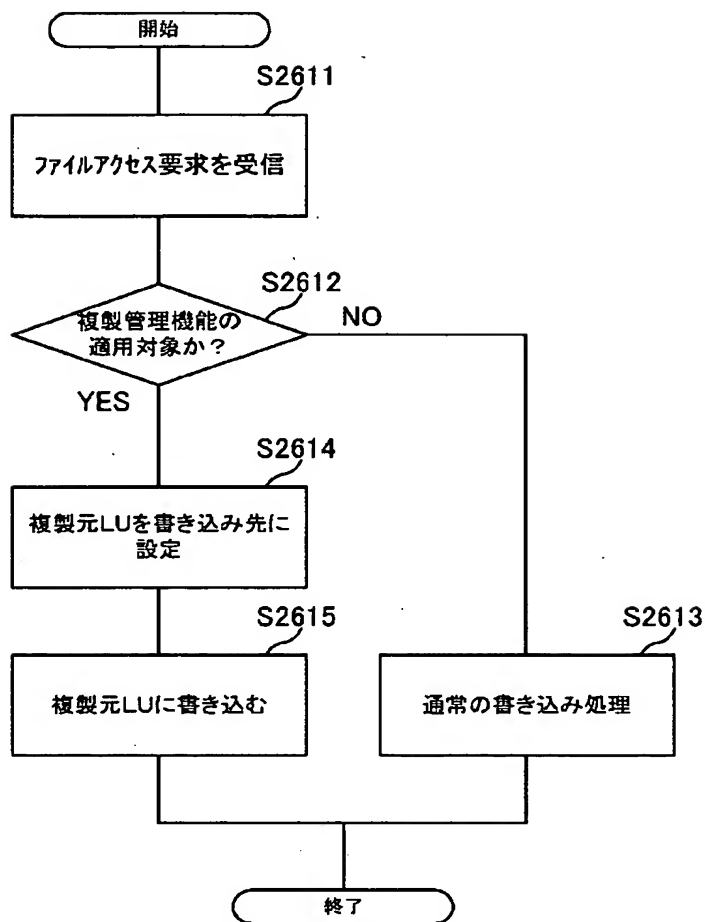 開始
S2611
ファイルアクセス要求を受信
S2612
複製管理機能の
適用対象か？
NO
YES
S2614
複製元LUを書き込み先に
設定
S2615
複製元LUに書き込む
S2613
通常の書き込み処理
終了